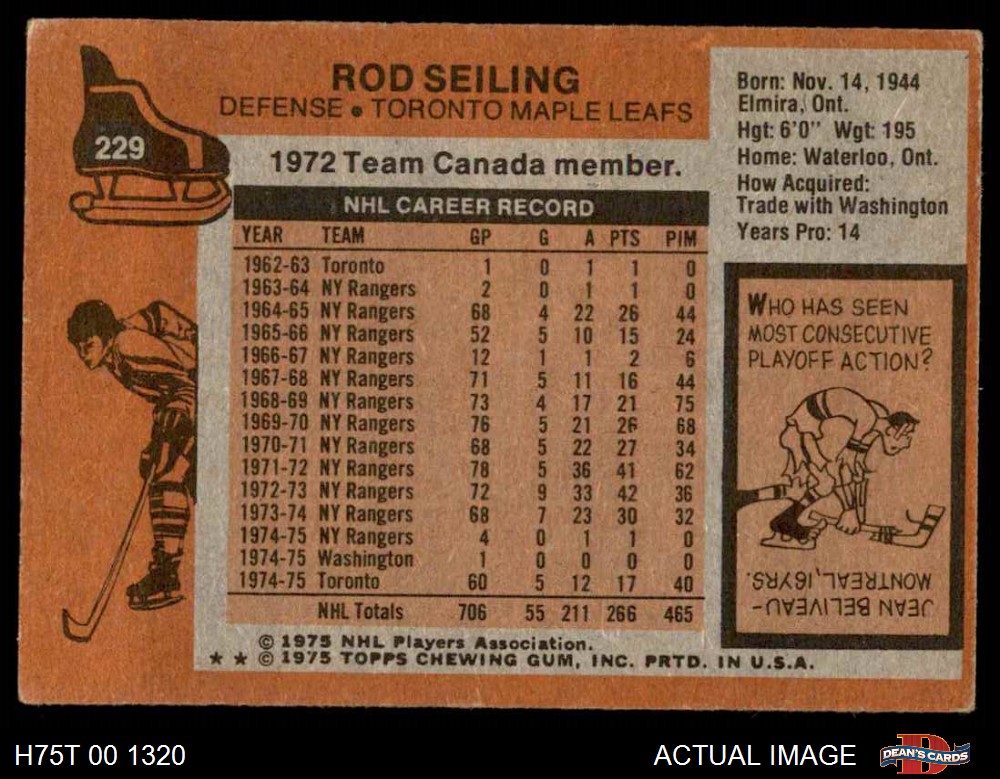 ROD SEILING
DEFENSE • TORONTO MAPLE LEAFS
229
1972 Team Canada member.
NHL CAREER RECORD
YEAR TEAM GP G A PTS PIM
1962-63 Toronto 1 0 1 1 0
1963-64 NY Rangers 2 0 1 1 0
1964-65 NY Rangers 68 4 22 26 44
1965-66 NY Rangers 52 5 10 15 24
1966-67 NY Rangers 12 1 1 2 6
1967-68 NY Rangers 71 5 11 16 44
1968-69 NY Rangers 73 4 17 21 75
1969-70 NY Rangers 76 5 21 26 68
1970-71 NY Rangers 68 5 22 27 34
1971-72 NY Rangers 78 5 36 41 62
1972-73 NY Rangers 72 9 33 42 36
1973-74 NY Rangers 68 7 23 30 32
1974-75 NY Rangers 4 0 1 1 0
1974-75 Washington 1 0 0 0 0
1974-75 Toronto 60 5 12 17 40
NHL Totals 706 55 211 266 465
© 1975 NHL Players Association.
★ ★ © 1975 TOPPS CHEWING GUM, INC. PRTD. IN U.S.A.
Born: Nov. 14, 1944
Elmira, Ont.
Hgt: 6'0" Wgt: 195
Home: Waterloo, Ont.
How Acquired:
Trade with Washington
Years Pro: 14
WHO HAS SEEN
MOST CONSECUTIVE
PLAYOFF ACTION?
JEAN BELIVEAU-
MONTREAL, 16 YRS.
H75T 00 1320
ACTUAL IMAGE
DEAN'S CARDS